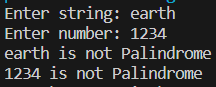 Enter string: earth
Enter number: 1234
earth is not Palindrome
1234 is not Palindrome